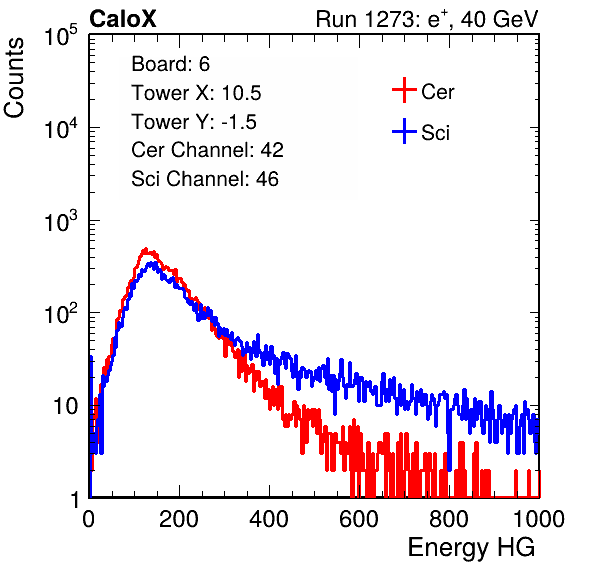 CaloX Run 1273: e⁺, 40 GeV
Counts
Board: 6
Tower X: 10.5
Tower Y: -1.5
Cer Channel: 42
Sci Channel: 46
Cer
Sci
10⁵
10⁴
10³
10²
10
1
0 200 400 600 800 1000
Energy HG